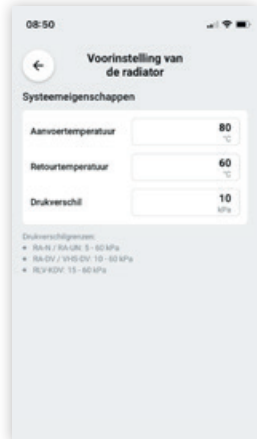 08:50
Voorinstelling van
de radiator
Systeemeigenschappen
Aanvoertemperatuur
80
°C
Retourtemperatuur
60
°C
Drukverschil
10
kPa
Drukverschilgrenzen:
RA-N / RA-UN: 5 - 60 kPa
RA-DV / VHS-DV: 10 - 60 kPa
RLV-KDV: 15 - 60 kPa